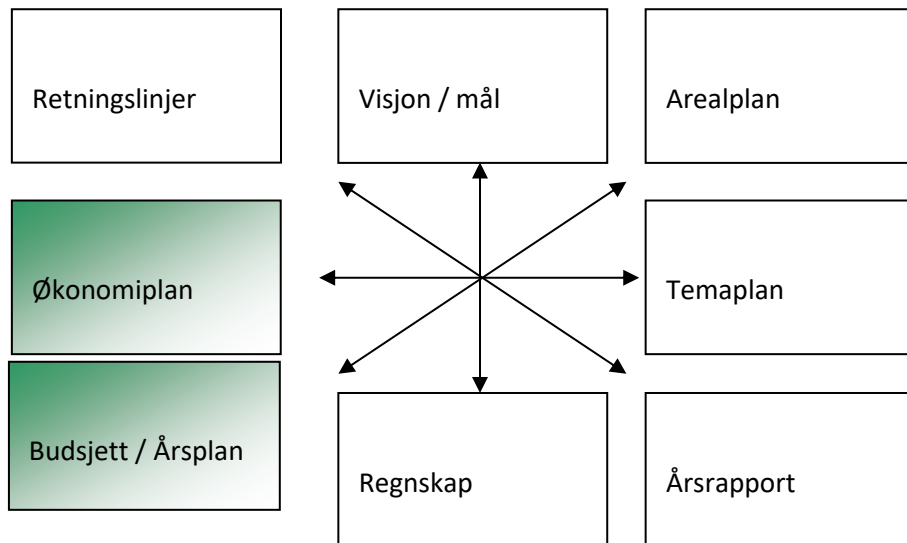 Retningslinjer
Visjon / mål
Arealplan
Økonomiplan
Temaplan
Budsjett / Årsplan
Regnskap
Årsrapport